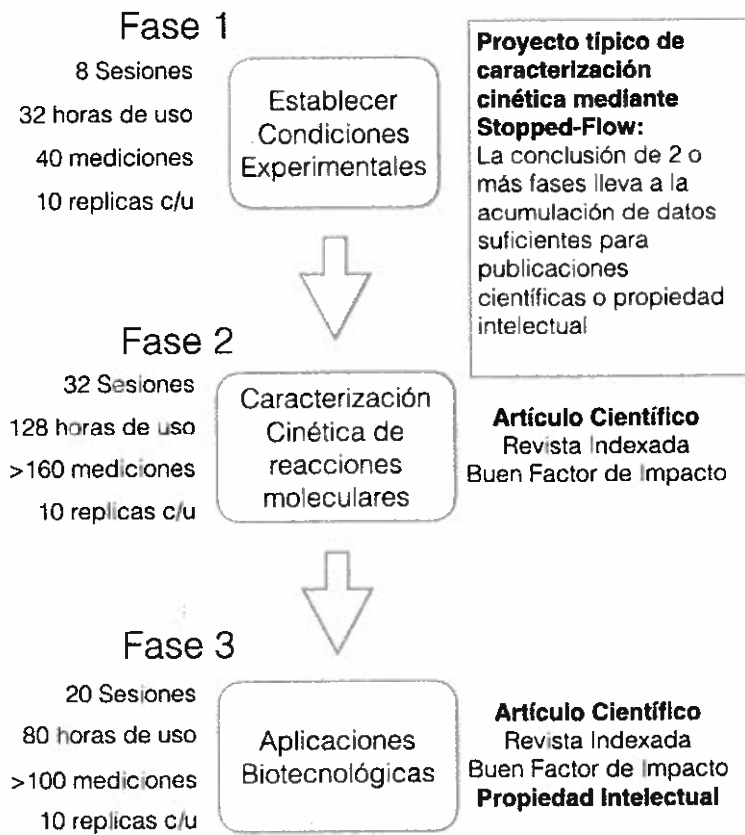 Fase 1
8 Sesiones
32 horas de uso
40 mediciones
10 replicas c/u
Establecer
Condiciones
Experimentales
Proyecto típico de
caracterización
cinética mediante
Stopped-Flow:
La conclusión de 2 o
más fases lleva a la
acumulación de datos
suficientes para
publicaciones
científicas o propiedad
intelectual
Fase 2
32 Sesiones
128 horas de uso
>160 mediciones
10 replicas c/u
Caracterización
Cinética de
reacciones
moleculares
Artículo Científico
Revista Indexada
Buen Factor de Impacto
Fase 3
20 Sesiones
80 horas de uso
>100 mediciones
10 replicas c/u
Aplicaciones
Biotecnológicas
Artículo Científico
Revista Indexada
Buen Factor de Impacto
Propiedad Intelectual